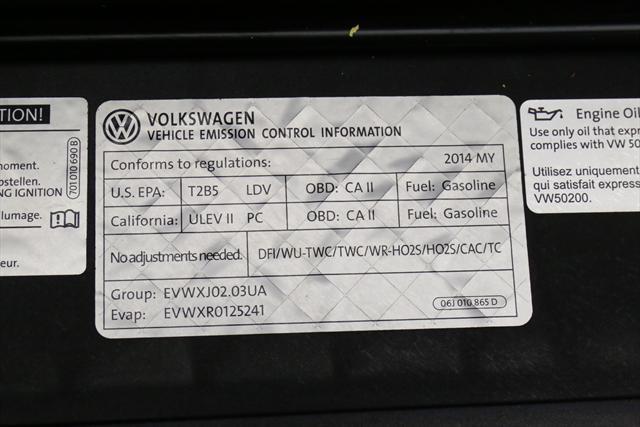 TION!
noment.
ostellen.
NG IGNITION
llumage.
eur.
701 010 690 B
VOLKSWAGEN
VEHICLE EMISSION CONTROL INFORMATION
Conforms to regulations: 2014 MY
U.S. EPA: T2B5 LDV OBD: CA II Fuel: Gasoline
California: ULEV II PC OBD: CA II Fuel: Gasoline
No adjustments needed. DFI/WU-TWC/TWC/WR-HO2S/HO2S/CAC/TC
Group: EVWXJ02.03UA
Evap: EVWXR0125241
06J 010 865 D
Engine Oil
Use only oil that expr
complies with VW 50
Utilisez uniquement
qui satisfait express
VW50200.